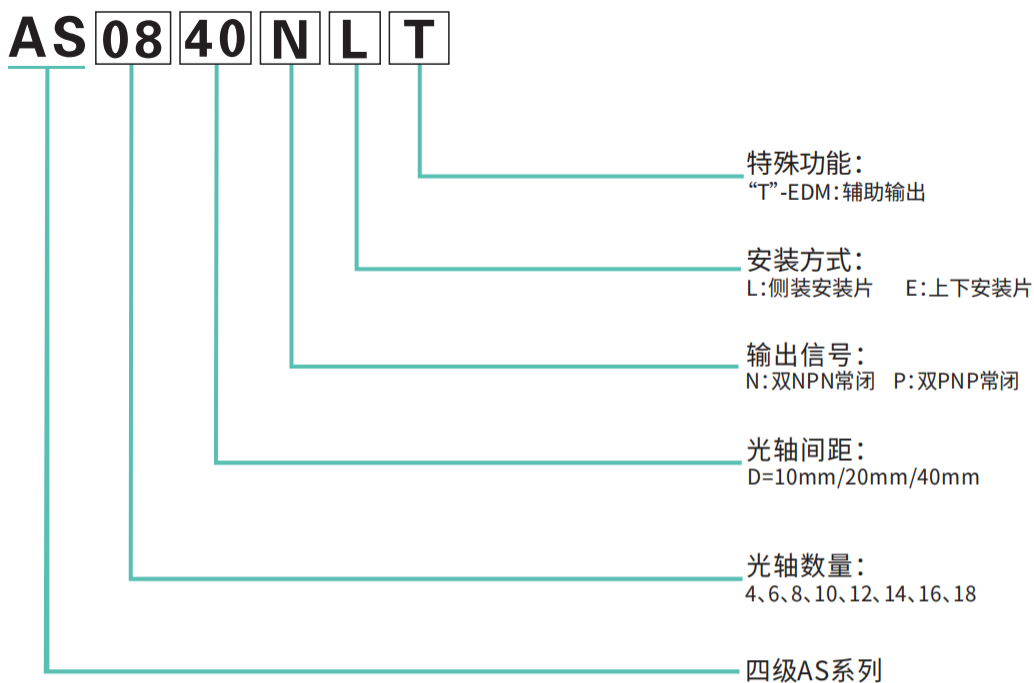 AS 08 40 N L T
特殊功能：
“T”-EDM：辅助输出
安装方式：
L：侧装安装片 E：上下安装片
输出信号：
N：双NPN常闭 P：双PNP常闭
光轴间距：
D=10mm/20mm/40mm
光轴数量：
4、6、8、10、12、14、16、18
四级AS系列